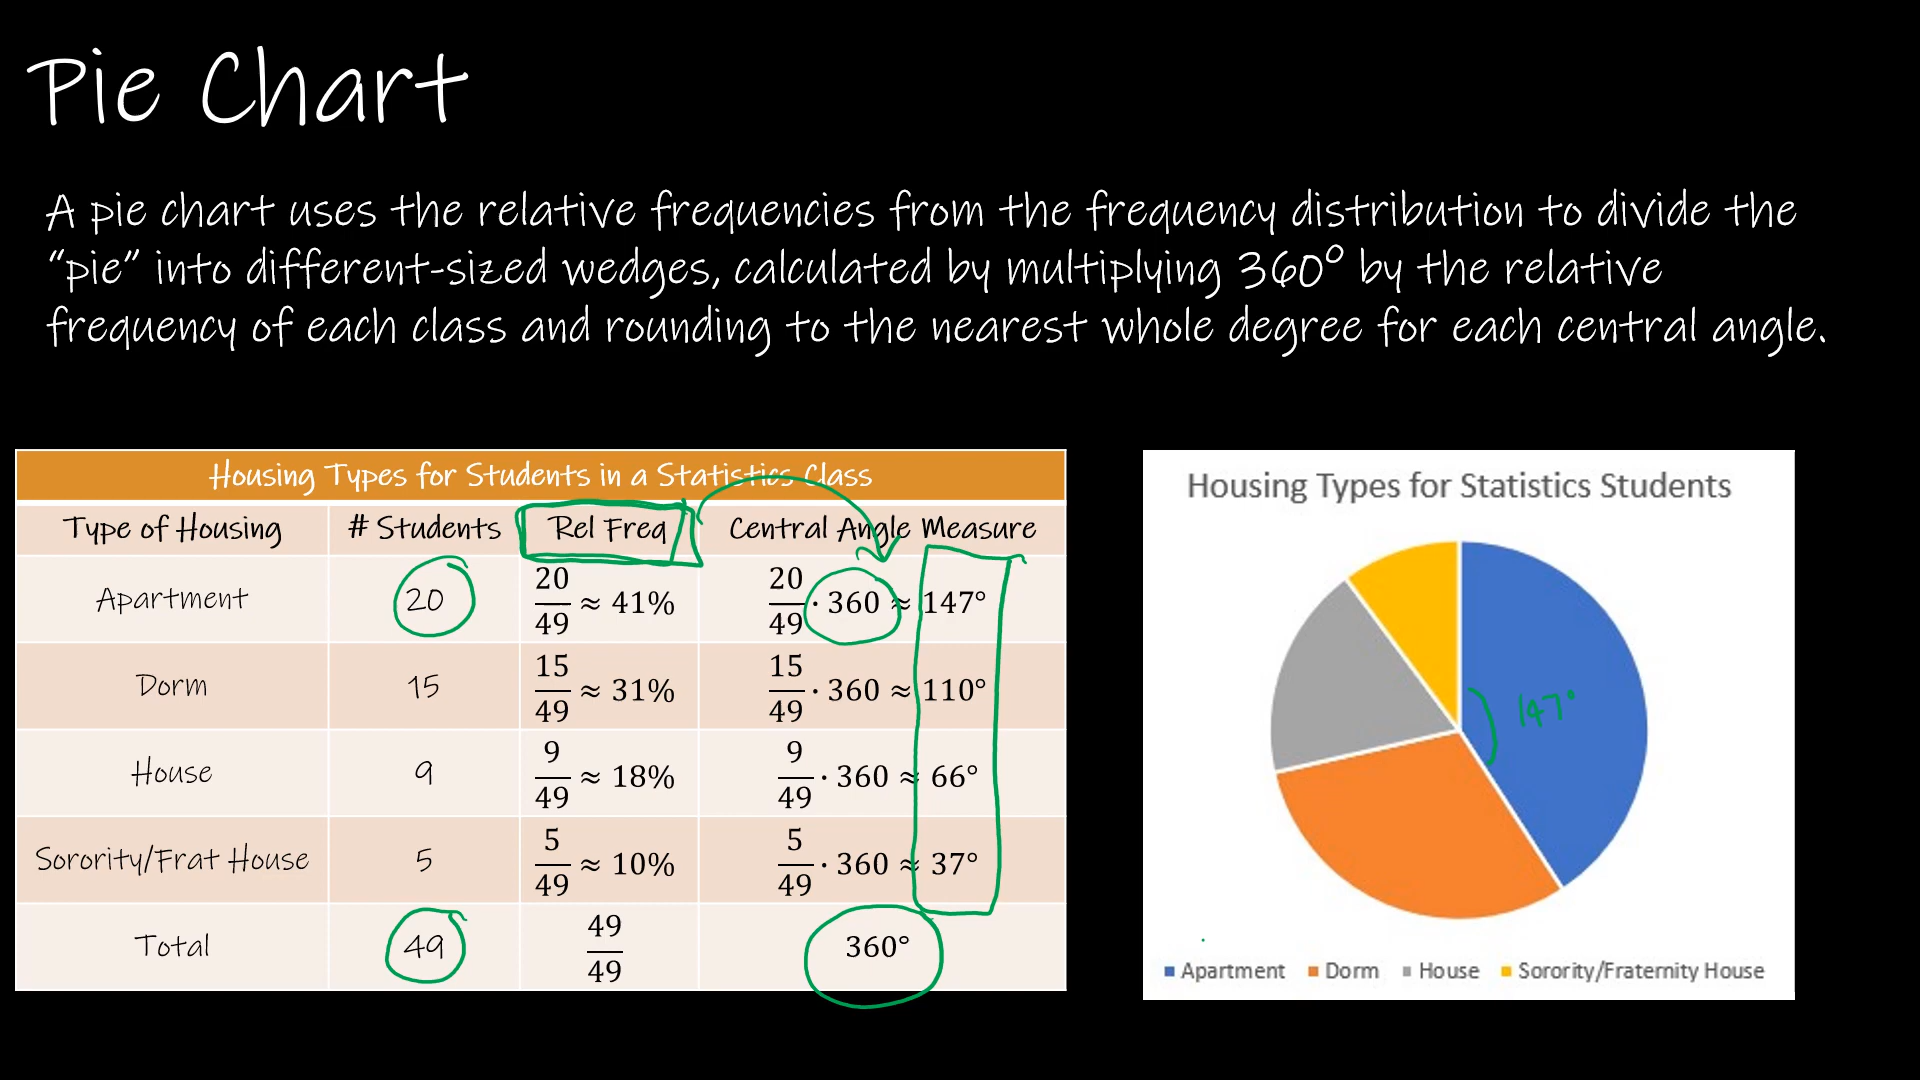 Pie Chart
A pie chart uses the relative frequencies from the frequency distribution to divide the
“pie” into different-sized wedges, calculated by multiplying 360° by the relative
frequency of each class and rounding to the nearest whole degree for each central angle.
Housing Types for Students in a Statistics Class
Type of Housing # Students Rel Freq Central Angle Measure
Apartment 20 20/49 ≈ 41% 20/49 · 360 ≈ 147°
Dorm 15 15/49 ≈ 31% 15/49 · 360 ≈ 110°
House 9 9/49 ≈ 18% 9/49 · 360 ≈ 66°
Sorority/Frat House 5 5/49 ≈ 10% 5/49 · 360 ≈ 37°
Total 49 49/49 360°
Housing Types for Statistics Students
147°
Apartment Dorm House Sorority/Fraternity House